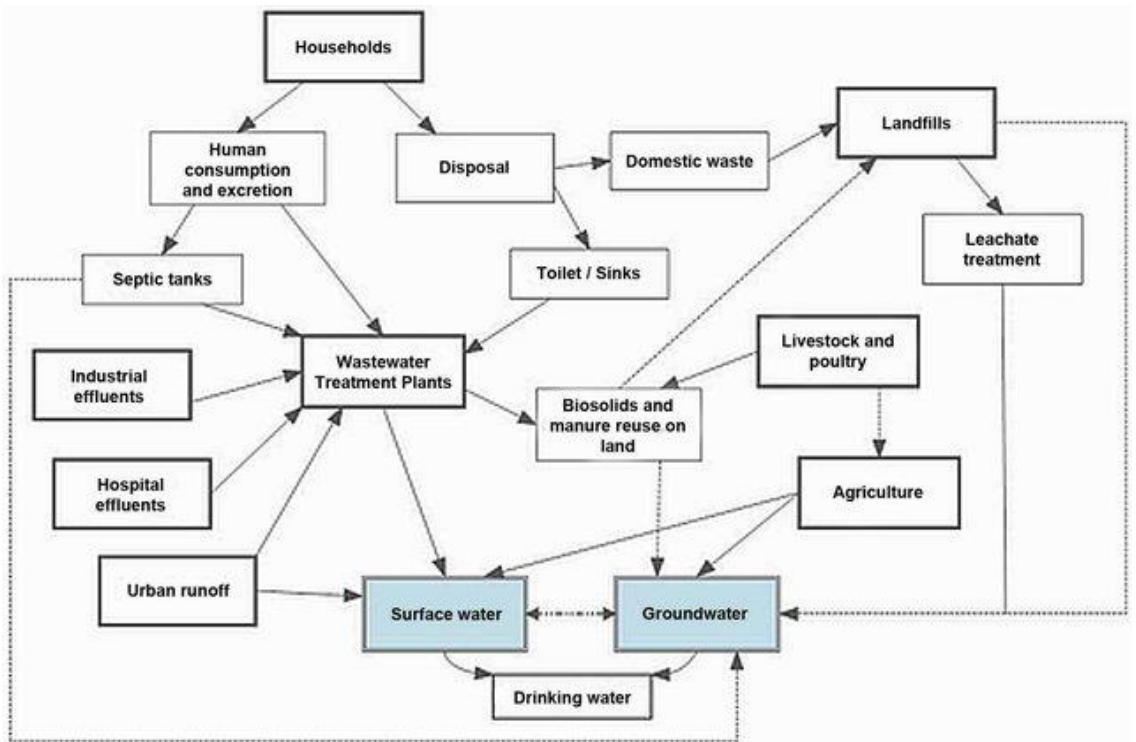 Households
Landfills
Human
consumption
and excretion
Disposal
Domestic waste
Leachate
treatment
Septic tanks
Toilet / Sinks
Livestock and
poultry
Industrial
effluents
Wastewater
Treatment Plants
Biosolids and
manure reuse on
land
Hospital
effluents
Agriculture
Urban runoff
Surface water
Groundwater
Drinking water